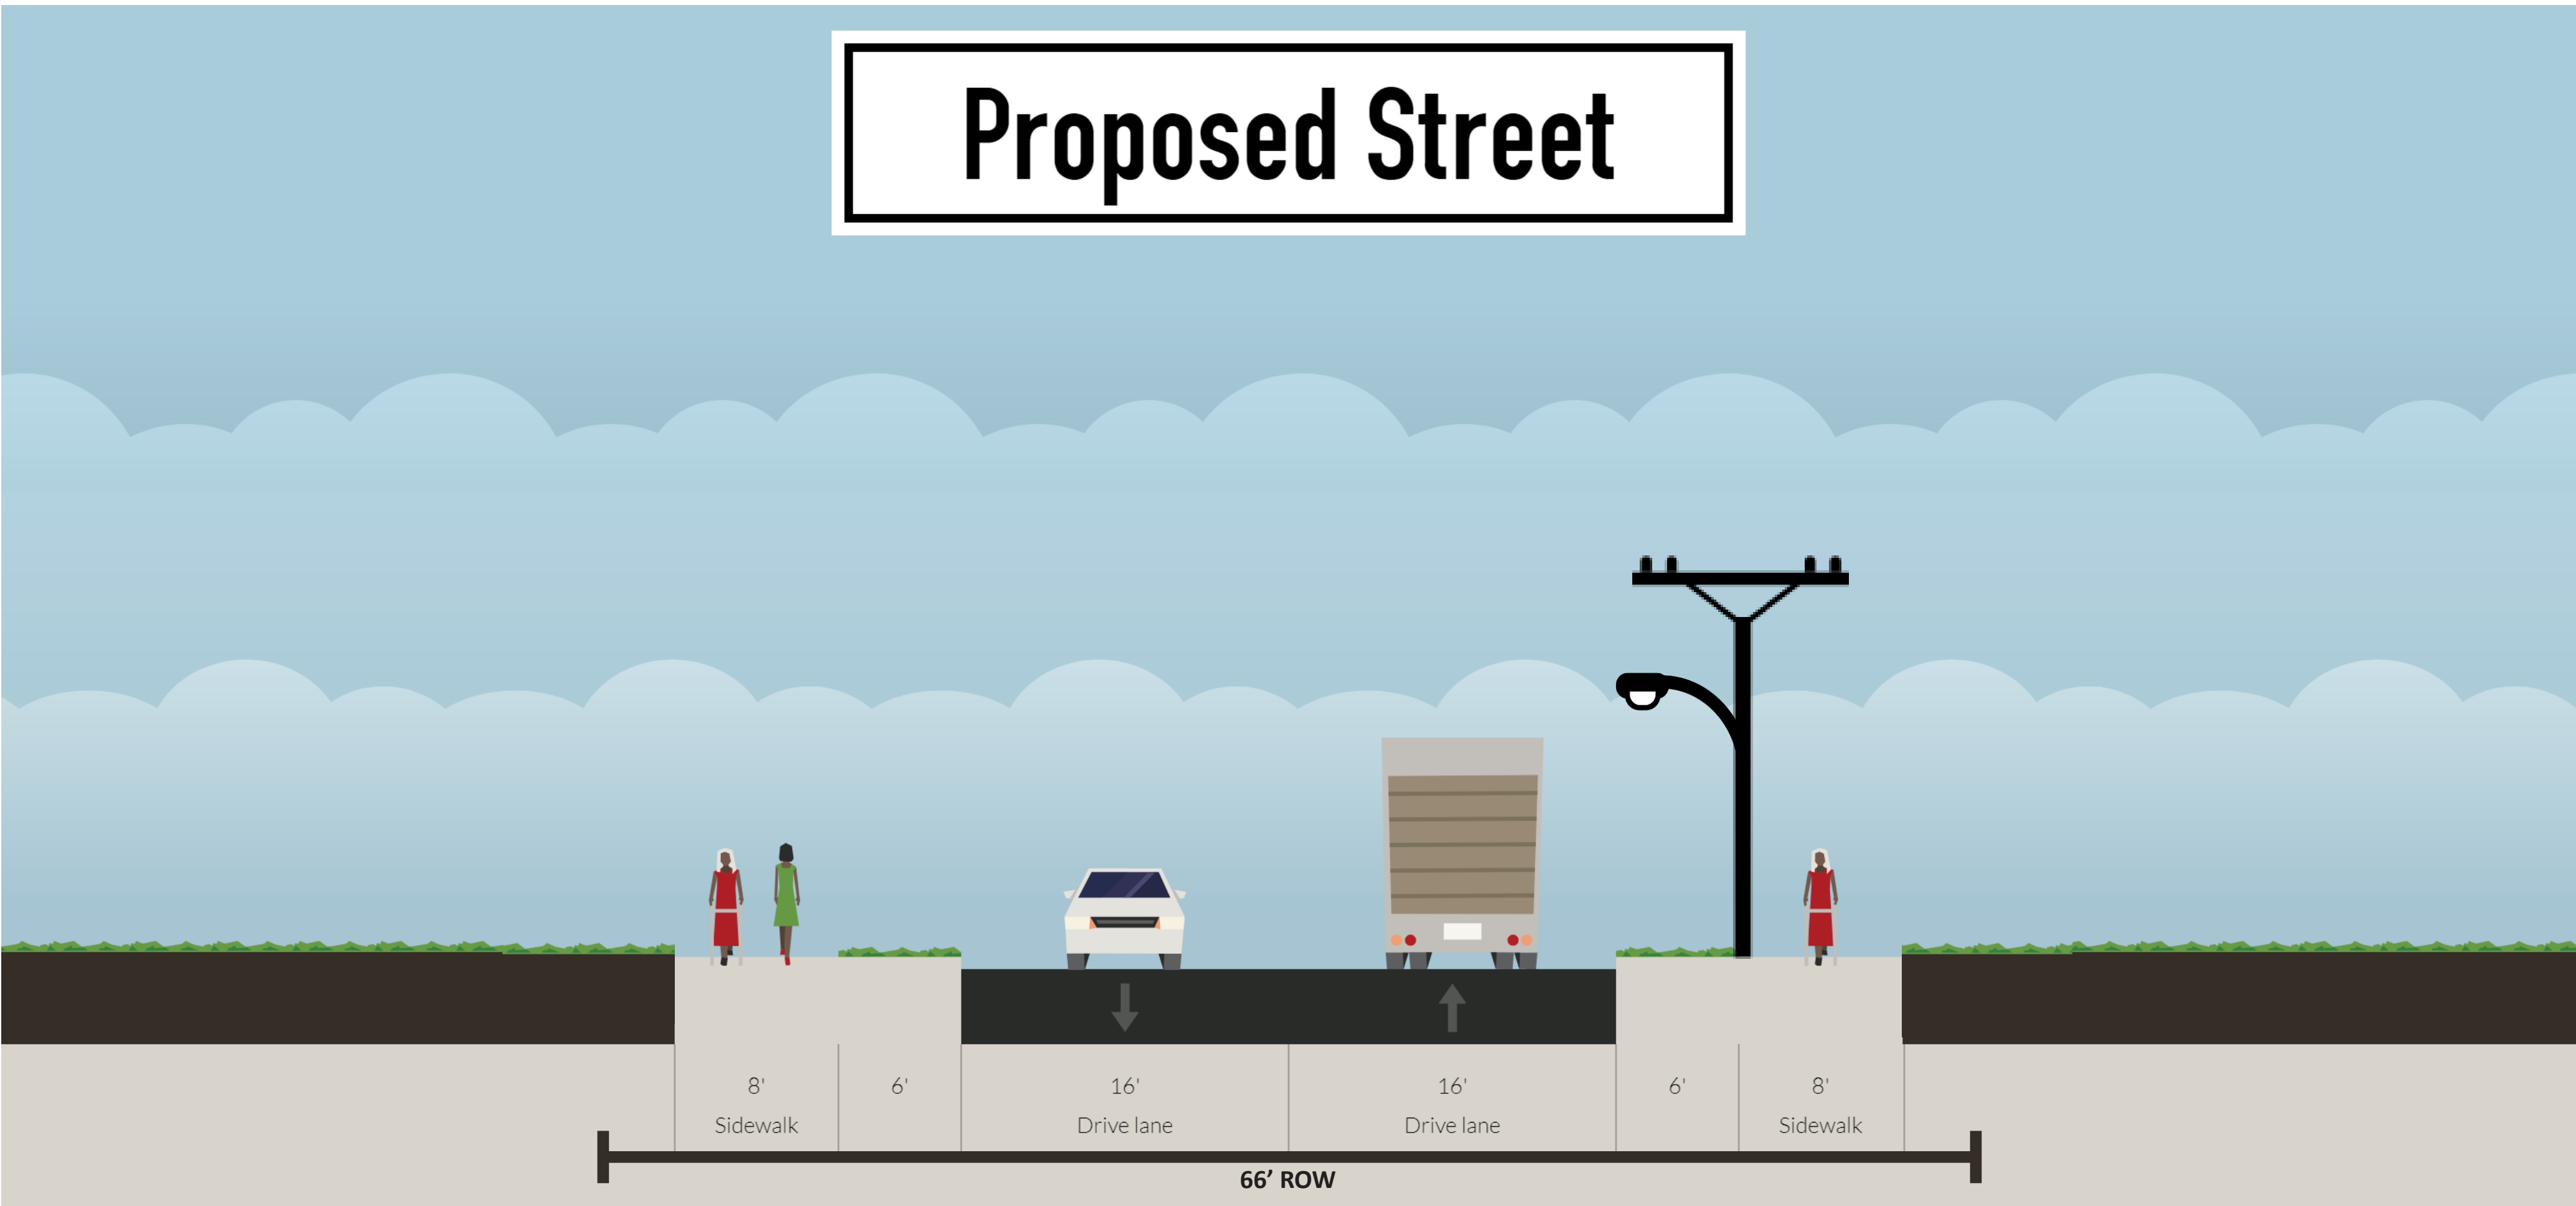 Proposed Street
8' 6' 16' 16' 6' 8'
Sidewalk Drive lane Drive lane Sidewalk
66’ ROW